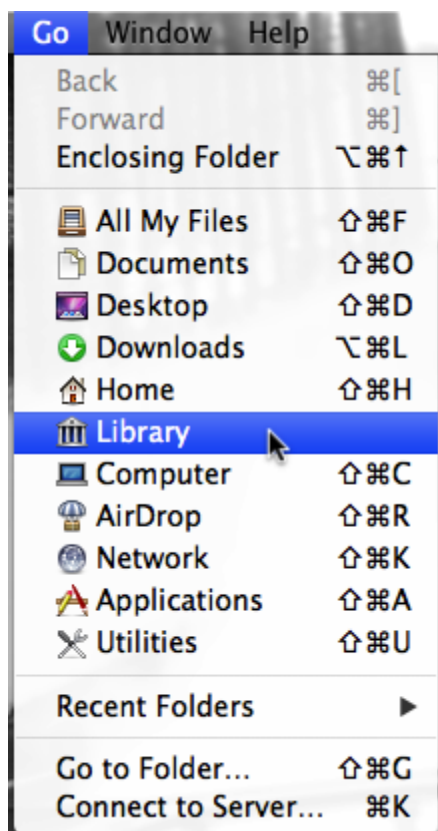 Go Window Help
Back ⌘[
Forward ⌘]
Enclosing Folder ⌥⌘↑
All My Files ⇧⌘F
Documents ⇧⌘O
Desktop ⇧⌘D
Downloads ⌥⌘L
Home ⇧⌘H
Library
Computer ⇧⌘C
AirDrop ⇧⌘R
Network ⇧⌘K
Applications ⇧⌘A
Utilities ⇧⌘U
Recent Folders ▶
Go to Folder... ⇧⌘G
Connect to Server... ⌘K